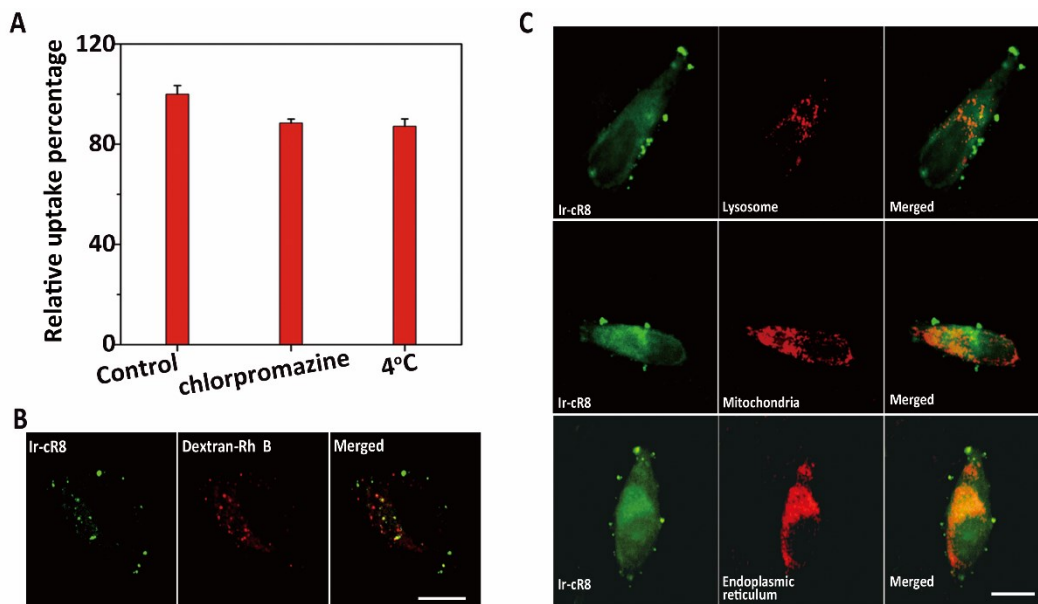 A
Relative uptake percentage
120
80
40
0
Control
chlorpromazine
4°C
B
Ir-cR8
Dextran-Rh B
Merged
C
Ir-cR8
Lysosome
Merged
Ir-cR8
Mitochondria
Merged
Ir-cR8
Endoplasmic
reticulum
Merged